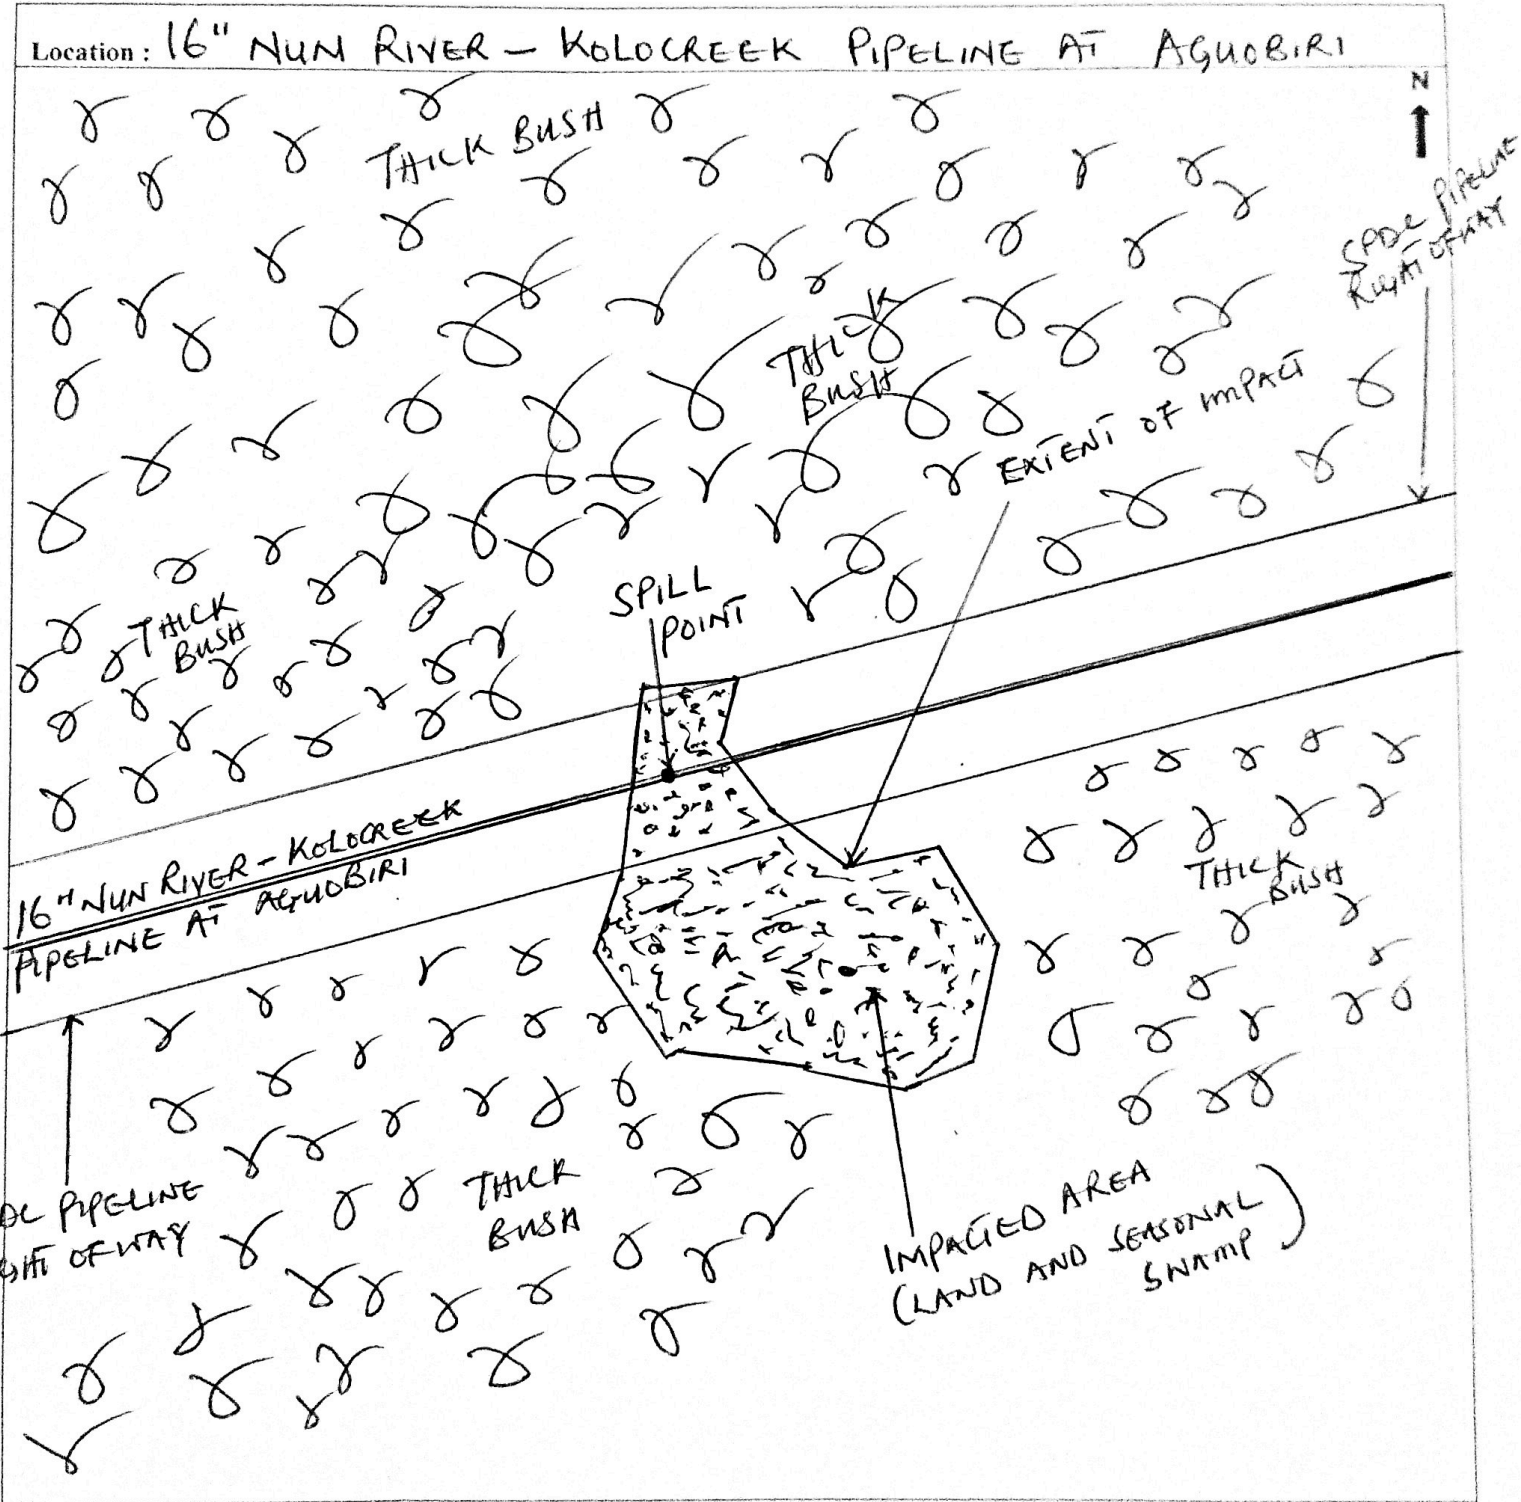 Location : 16" NUN RIVER – KOLOCREEK PIPELINE AT AGUOBIRI
N
THICK BUSH
SPDC PIPELINE
RIGHT OF WAY
THICK
BUSH
EXTENT OF IMPACT
SPILL
POINT
THICK
BUSH
16" NUN RIVER – KOLOCREEK
PIPELINE AT AGUOBIRI
THICK
BUSH
DC PIPELINE
GHT OF WAY
THICK
BUSH
IMPACTED AREA
(LAND AND SEASONAL
SWAMP)